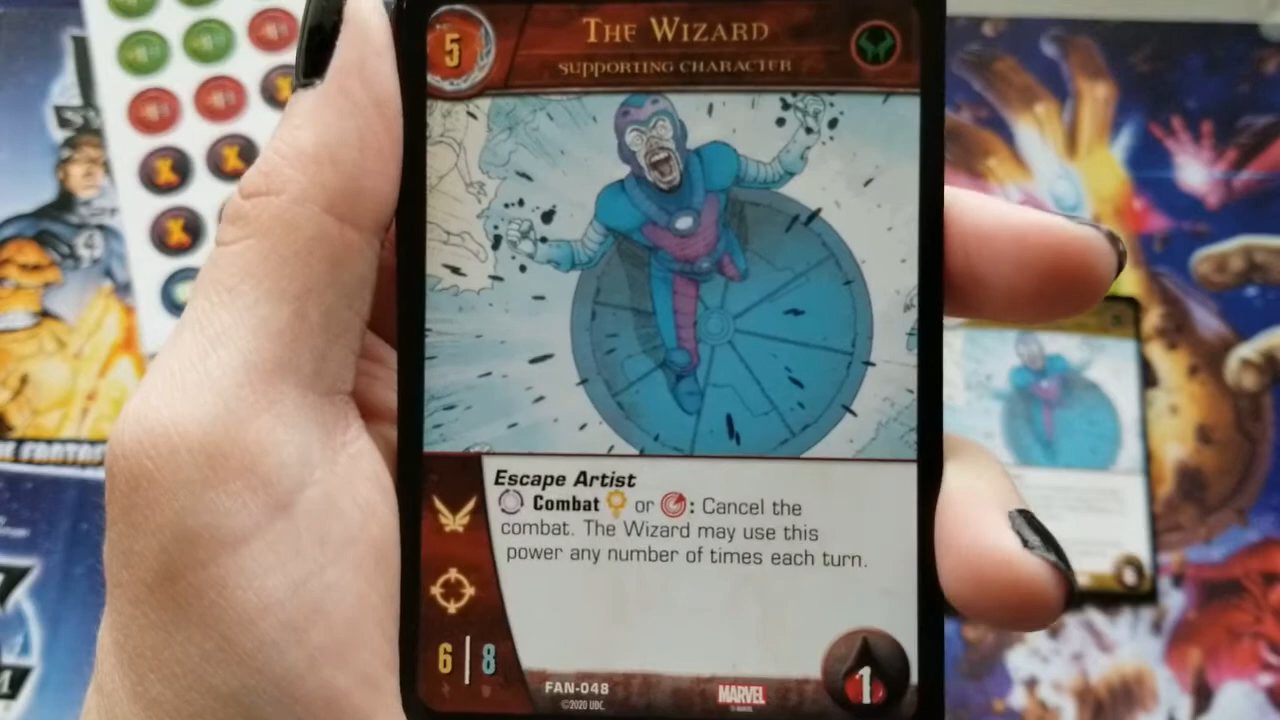 5
THE WIZARD
SUPPORTING CHARACTER
Escape Artist
Combat or : Cancel the
combat. The Wizard may use this
power any number of times each turn.
6 | 8
1
FAN-048
©2020 UDC.
MARVEL
4